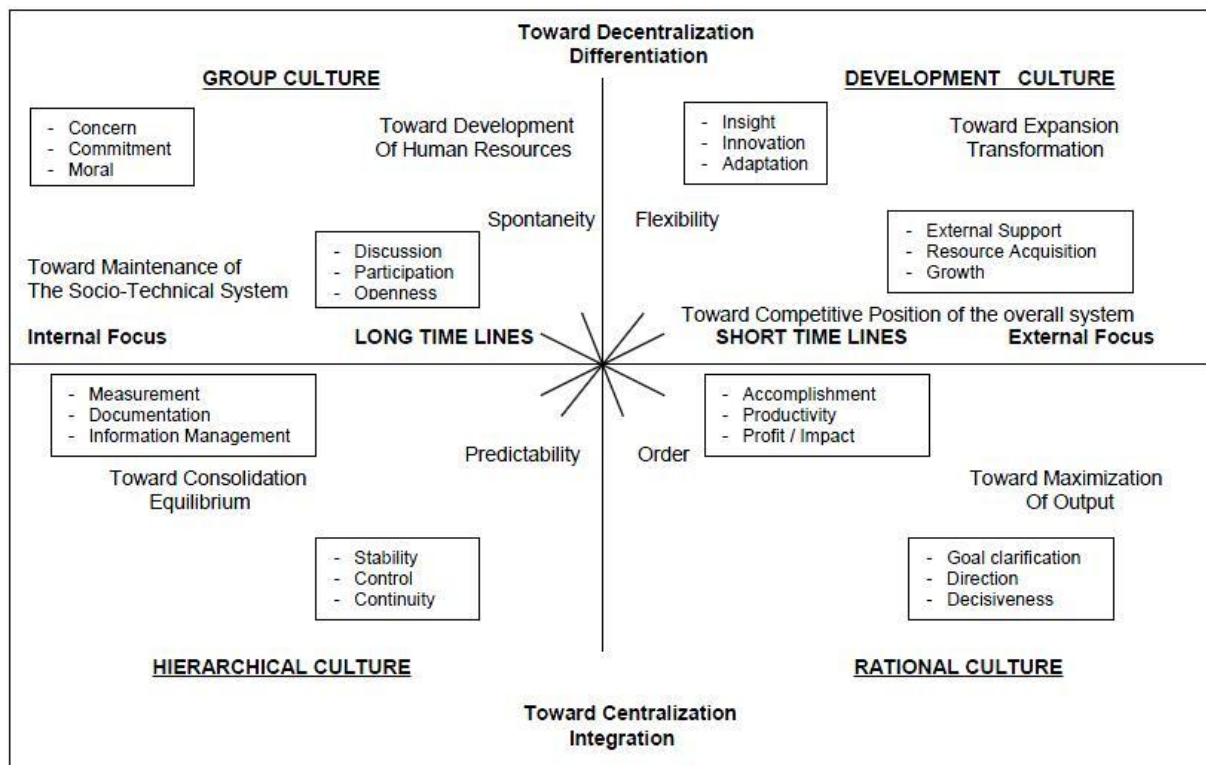 Toward Decentralization
Differentiation
GROUP CULTURE
DEVELOPMENT CULTURE
- Concern
- Commitment
- Moral
Toward Development
Of Human Resources
- Insight
- Innovation
- Adaptation
Toward Expansion
Transformation
Spontaneity
Flexibility
- External Support
- Resource Acquisition
- Growth
Toward Maintenance of
The Socio-Technical System
- Discussion
- Participation
- Openness
Toward Competitive Position of the overall system
Internal Focus
LONG TIME LINES
SHORT TIME LINES
External Focus
- Measurement
- Documentation
- Information Management
- Accomplishment
- Productivity
- Profit / Impact
Predictability
Order
Toward Consolidation
Equilibrium
Toward Maximization
Of Output
- Stability
- Control
- Continuity
- Goal clarification
- Direction
- Decisiveness
HIERARCHICAL CULTURE
RATIONAL CULTURE
Toward Centralization
Integration